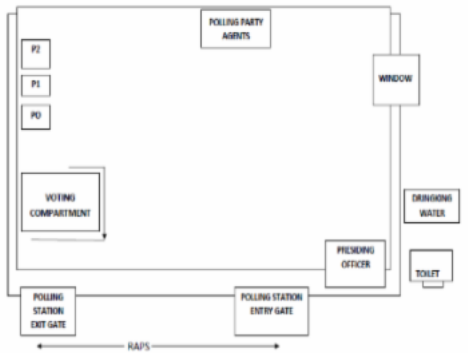 POLLING PARTY
AGENTS
P2
WINDOW
P1
PO
VOTING
COMPARTMENT
DRINGKING
WATER
PRESIDING
OFFICER
TOILET
POLLING
STATION
EXIT GATE
POLLING STATION
ENTRY GATE
RAPS